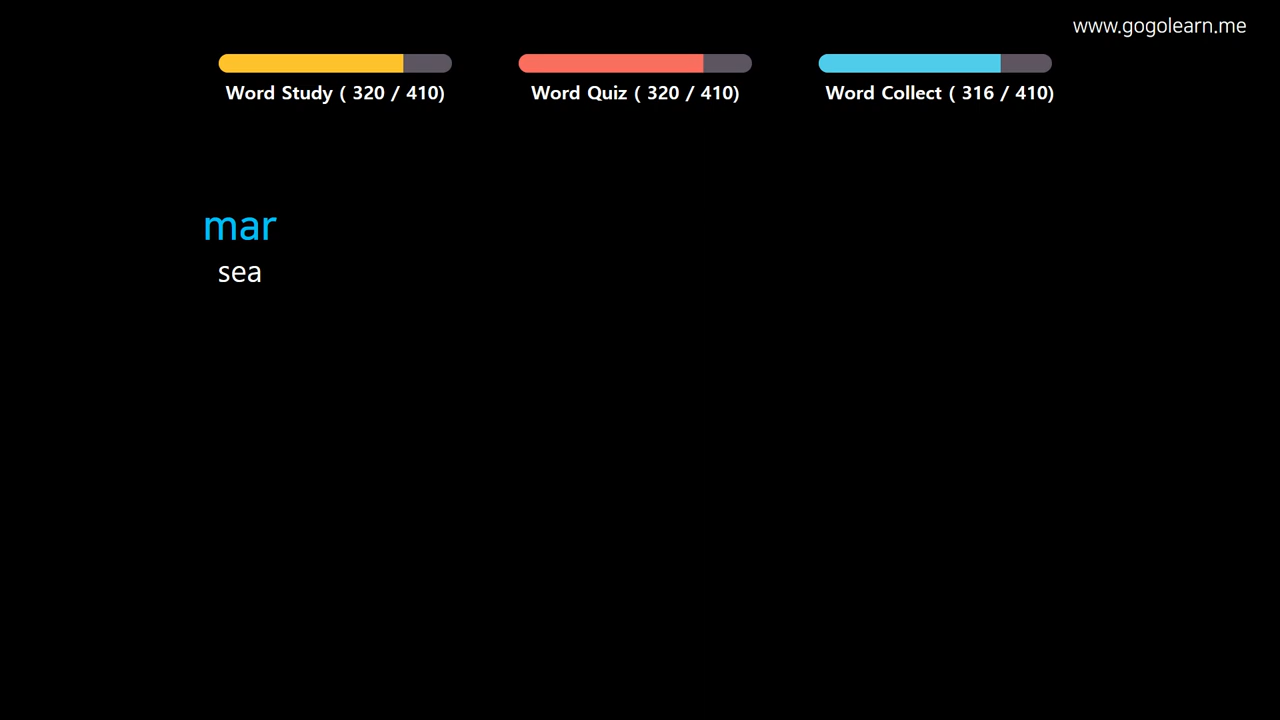 www.gogolearn.me
Word Study ( 320 / 410)
Word Quiz ( 320 / 410)
Word Collect ( 316 / 410)
mar
sea